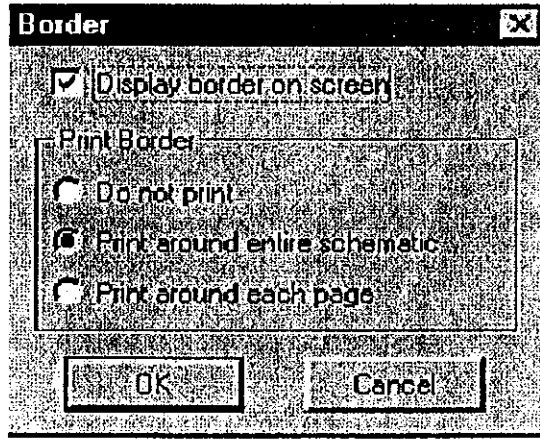 Border
Display border on screen
Print Border
Do not print
Print around entire schematic
Print around each page
OK
Cancel